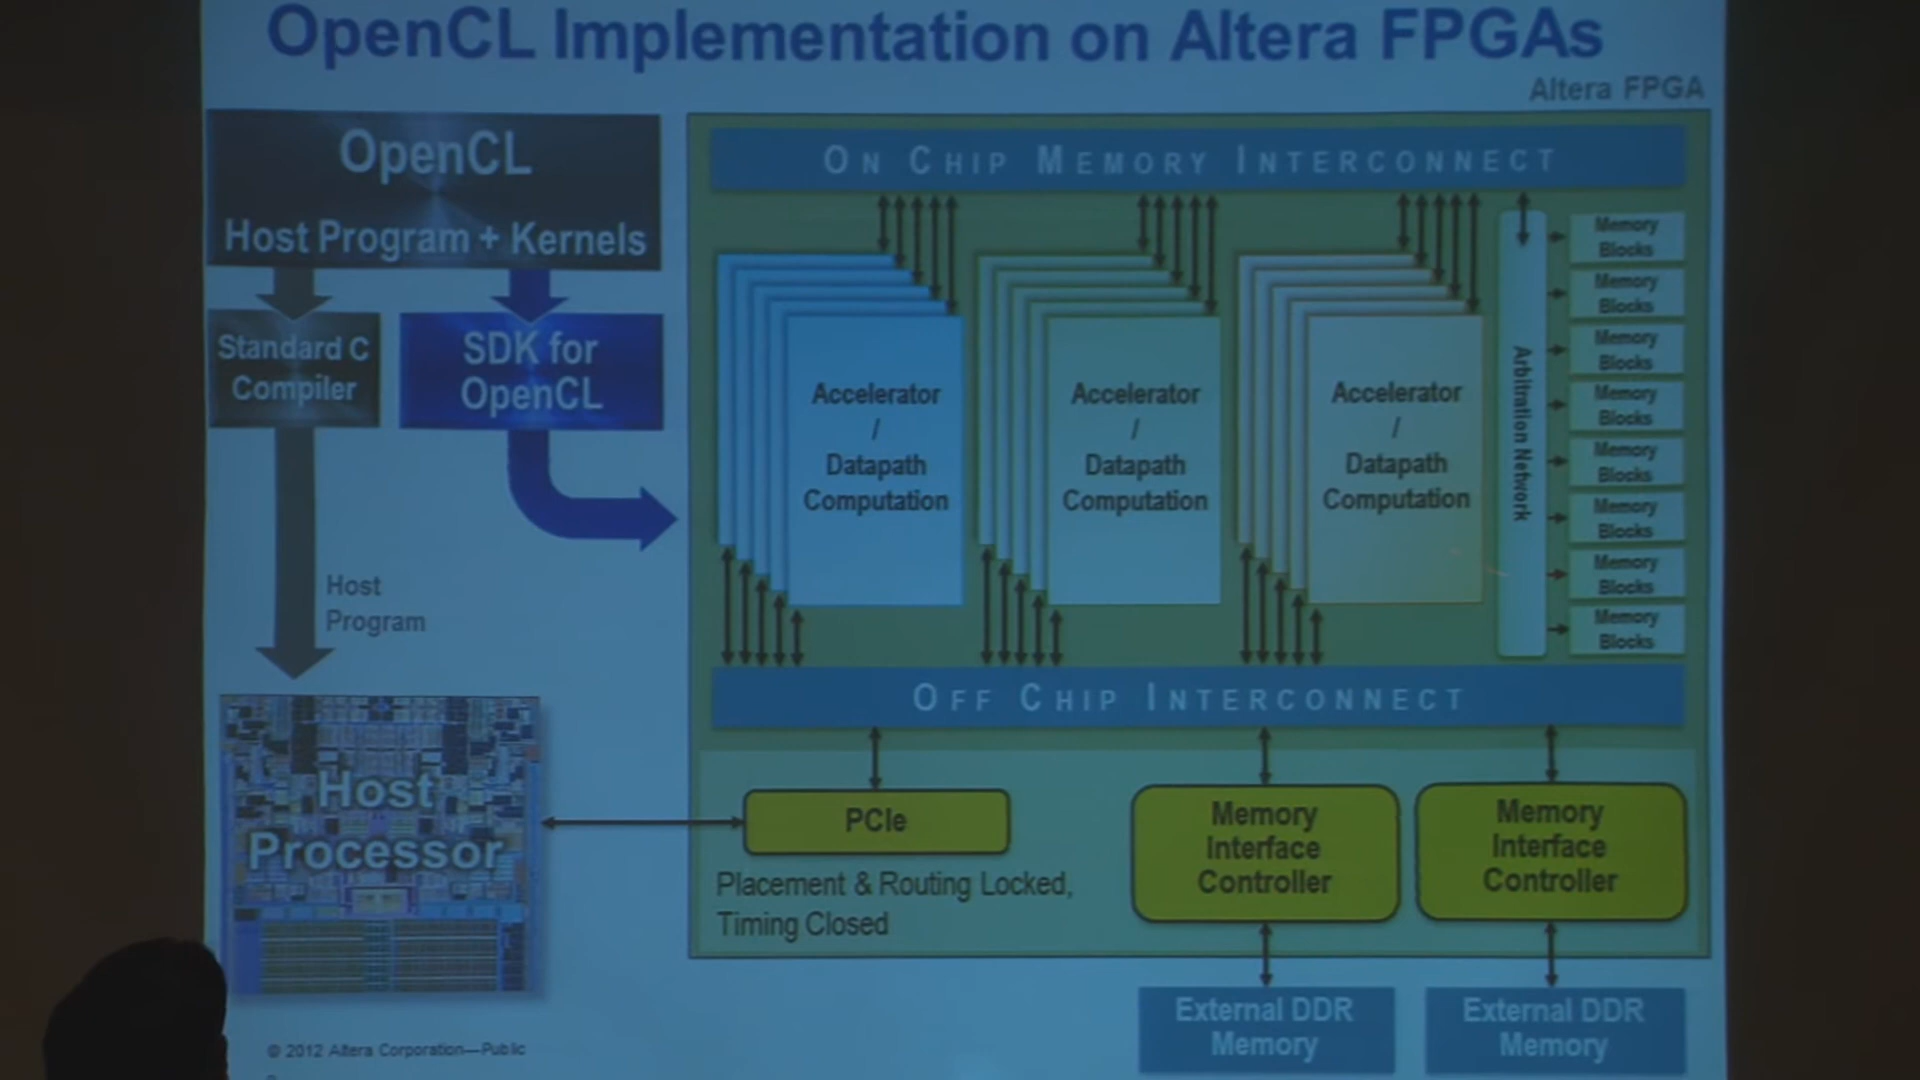 OpenCL Implementation on Altera FPGAs
Altera FPGA
OpenCL
Host Program + Kernels
Standard C
Compiler
SDK for
OpenCL
Host
Program
Host
Processor
ON CHIP MEMORY INTERCONNECT
Accelerator
/
Datapath
Computation
Accelerator
/
Datapath
Computation
Accelerator
/
Datapath
Computation
Arbitration Network
Memory
Blocks
Memory
Blocks
Memory
Blocks
Memory
Blocks
Memory
Blocks
Memory
Blocks
Memory
Blocks
Memory
Blocks
OFF CHIP INTERCONNECT
PCIe
Placement & Routing Locked,
Timing Closed
Memory
Interface
Controller
Memory
Interface
Controller
External DDR
Memory
External DDR
Memory
© 2012 Altera Corporation—Public